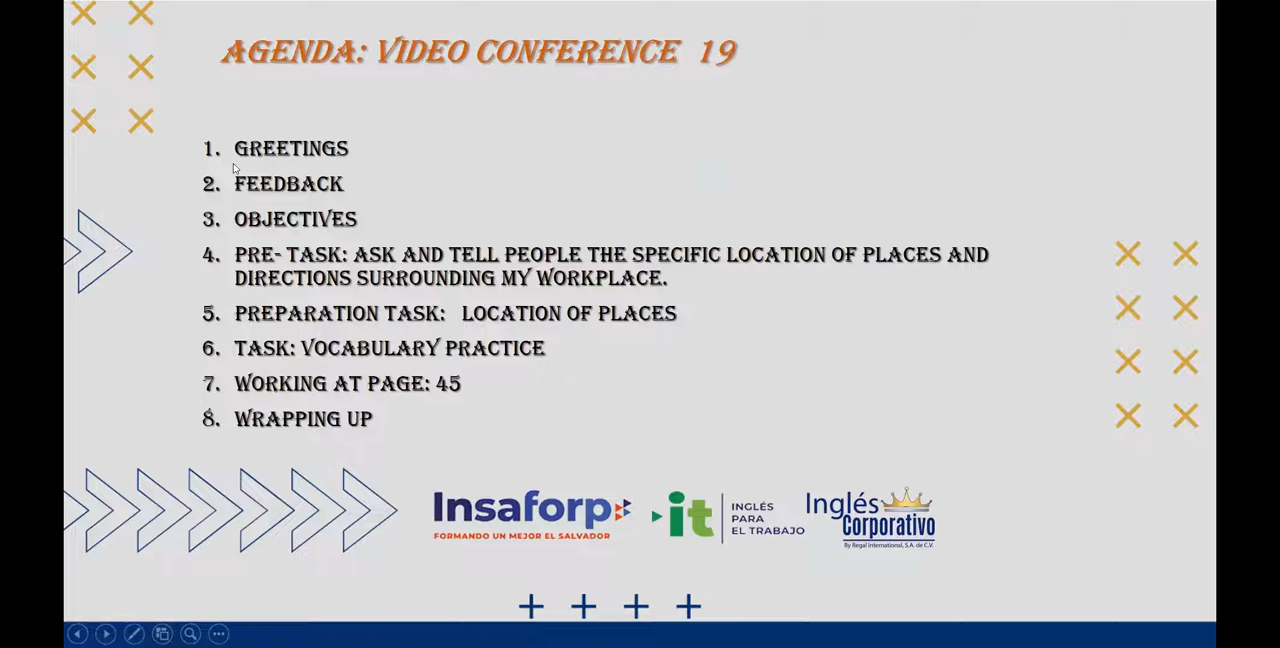 AGENDA: VIDEO CONFERENCE 19
1. GREETINGS
2. FEEDBACK
3. OBJECTIVES
4. PRE- TASK: ASK AND TELL PEOPLE THE SPECIFIC LOCATION OF PLACES AND
DIRECTIONS SURROUNDING MY WORKPLACE.
5. PREPARATION TASK: LOCATION OF PLACES
6. TASK: VOCABULARY PRACTICE
7. WORKING AT PAGE: 45
8. WRAPPING UP
Insaforp
FORMANDO UN MEJOR EL SALVADOR
it
INGLÉS
PARA
EL TRABAJO
Inglés
Corporativo
By Regal International, S.A. de C.V.